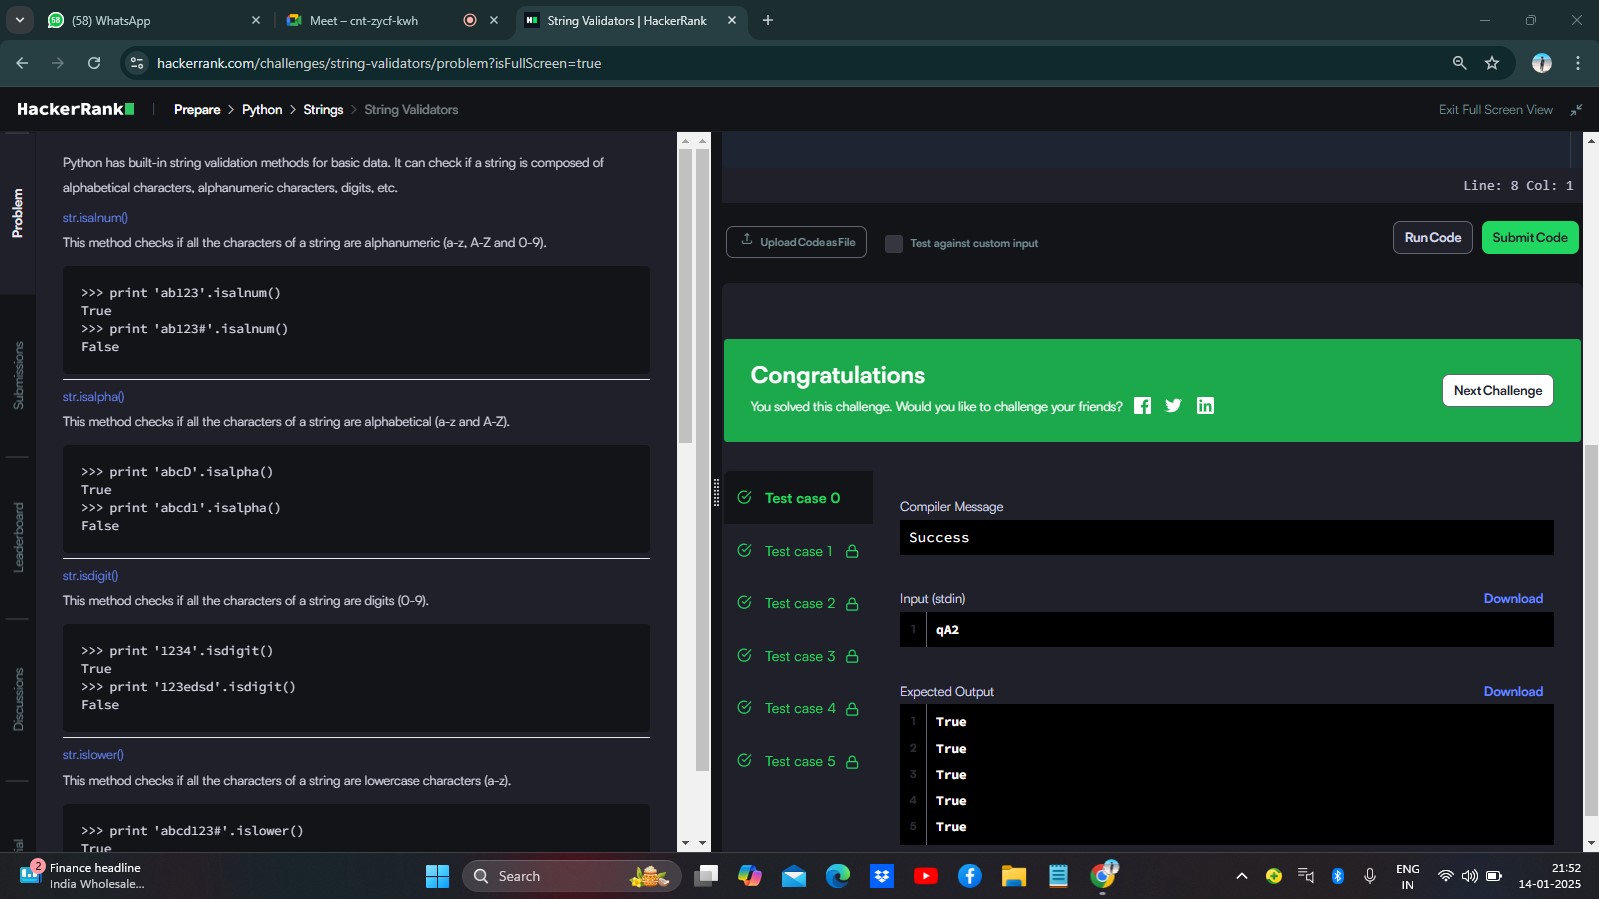 (58) WhatsApp
Meet – cnt-zycf-kwh
String Validators | HackerRank
hackerrank.com/challenges/string-validators/problem?isFullScreen=true
HackerRank
Prepare > Python > Strings > String Validators
Exit Full Screen View
Problem
Submissions
Leaderboard
Discussions
Python has built-in string validation methods for basic data. It can check if a string is composed of
alphabetical characters, alphanumeric characters, digits, etc.
str.isalnum()
This method checks if all the characters of a string are alphanumeric (a-z, A-Z and 0-9).
>>> print 'ab123'.isalnum()
True
>>> print 'ab123#'.isalnum()
False
str.isalpha()
This method checks if all the characters of a string are alphabetical (a-z and A-Z).
>>> print 'abcD'.isalpha()
True
>>> print 'abcd1'.isalpha()
False
str.isdigit()
This method checks if all the characters of a string are digits (0-9).
>>> print '1234'.isdigit()
True
>>> print '123edsd'.isdigit()
False
str.islower()
This method checks if all the characters of a string are lowercase characters (a-z).
>>> print 'abcd123#'.islower()
True
Line: 8 Col: 1
Upload Code as File
Test against custom input
Run Code
Submit Code
Congratulations
You solved this challenge. Would you like to challenge your friends?
Next Challenge
Test case 0
Test case 1
Test case 2
Test case 3
Test case 4
Test case 5
Compiler Message
Success
Input (stdin)
Download
1 qA2
Expected Output
Download
1 True
2 True
3 True
4 True
5 True
2
Finance headline
India Wholesale...
Search
ENG
IN
21:52
14-01-2025